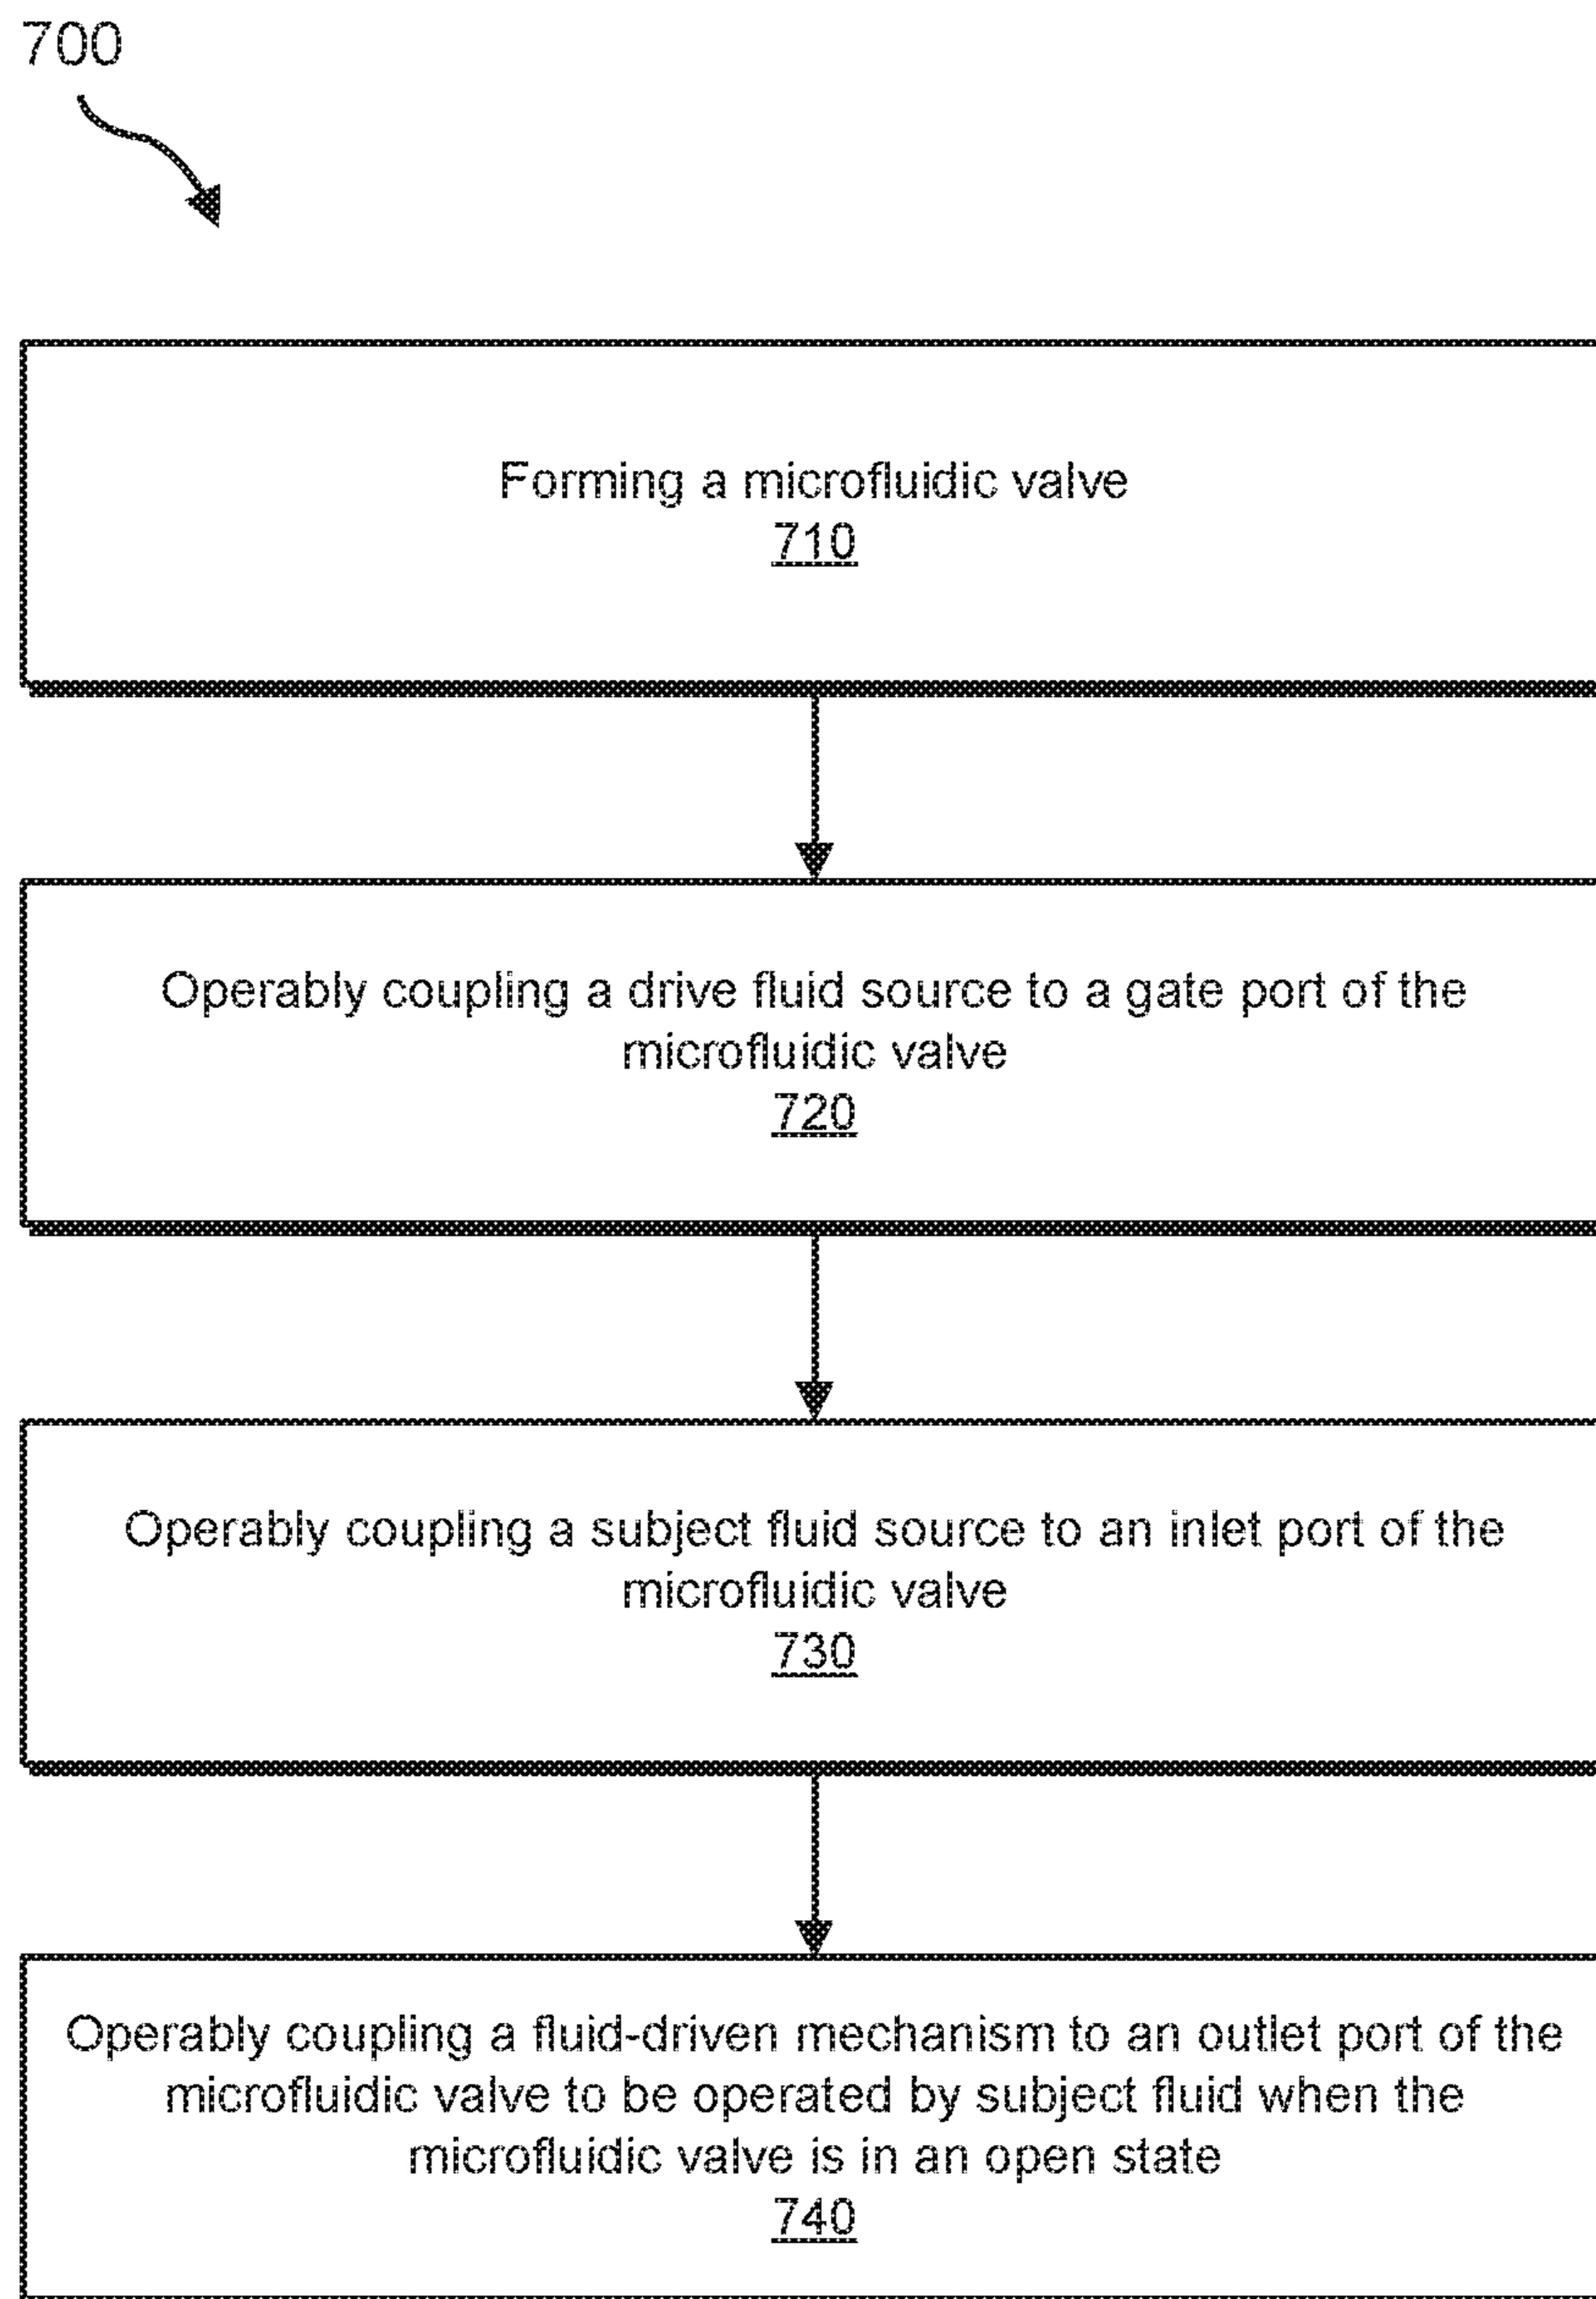 700
Forming a microfluidic valve
710
Operably coupling a drive fluid source to a gate port of the
microfluidic valve
720
Operably coupling a subject fluid source to an inlet port of the
microfluidic valve
730
Operably coupling a fluid-driven mechanism to an outlet port of the
microfluidic valve to be operated by subject fluid when the
microfluidic valve is in an open state
740